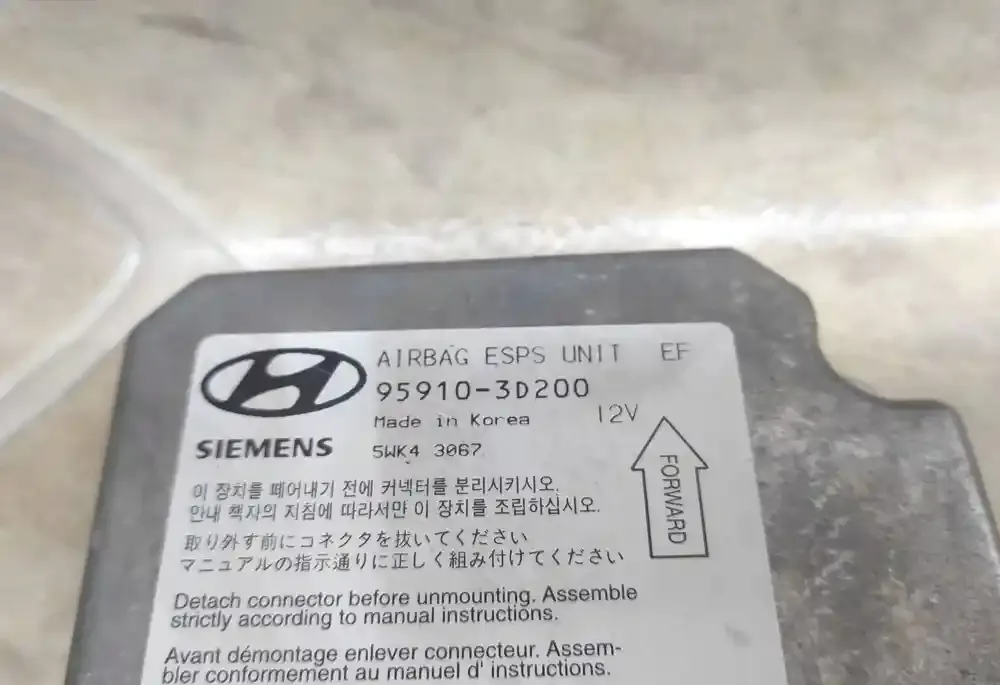 AIRBAG ESPS UNIT EF
95910-3D200
Made in Korea 12V
SIEMENS 5WK4 3067
FORWARD
이 장치를 떼어내기 전에 커넥터를 분리시키시오.
안내 책자의 지침에 따라서만 이 장치를 조립하십시오.
取り外す前にコネクタを抜いてください
マニュアルの指示通りに正しく組み付けてください
Detach connector before unmounting. Assemble
strictly according to manual instructions.
Avant démontage enlever connecteur. Assem-
bler conformement au manuel d' instructions.